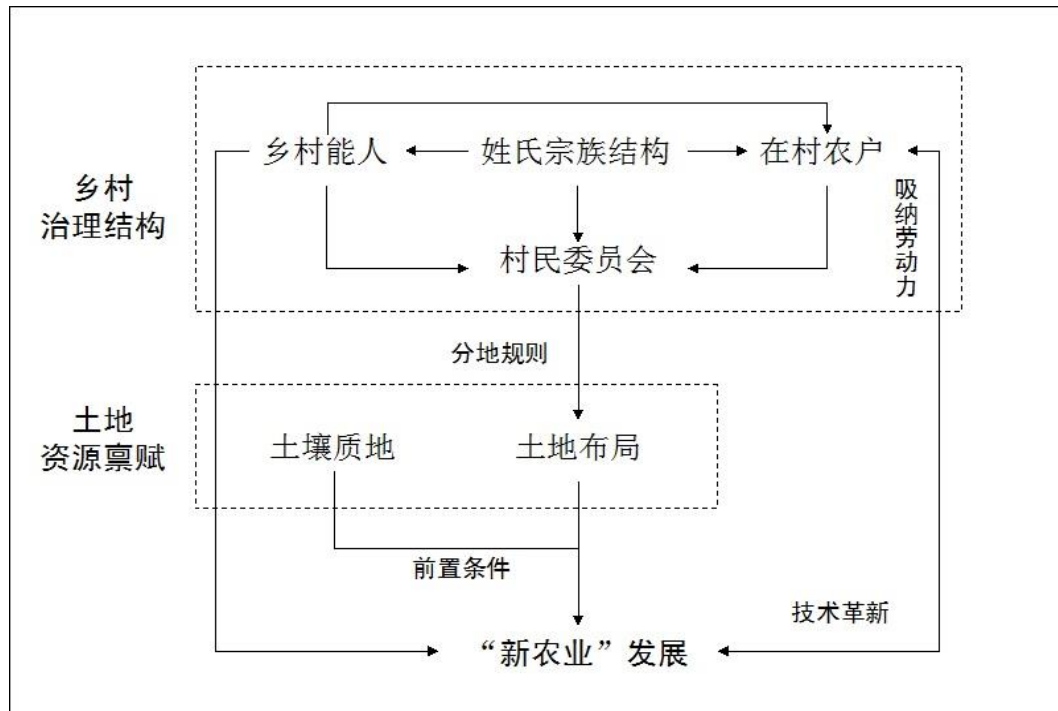 乡村能人
姓氏宗族结构
在村农户
乡村
治理结构
吸纳劳动力
村民委员会
分地规则
土地
资源禀赋
土壤质地
土地布局
前置条件
技术革新
“新农业”发展